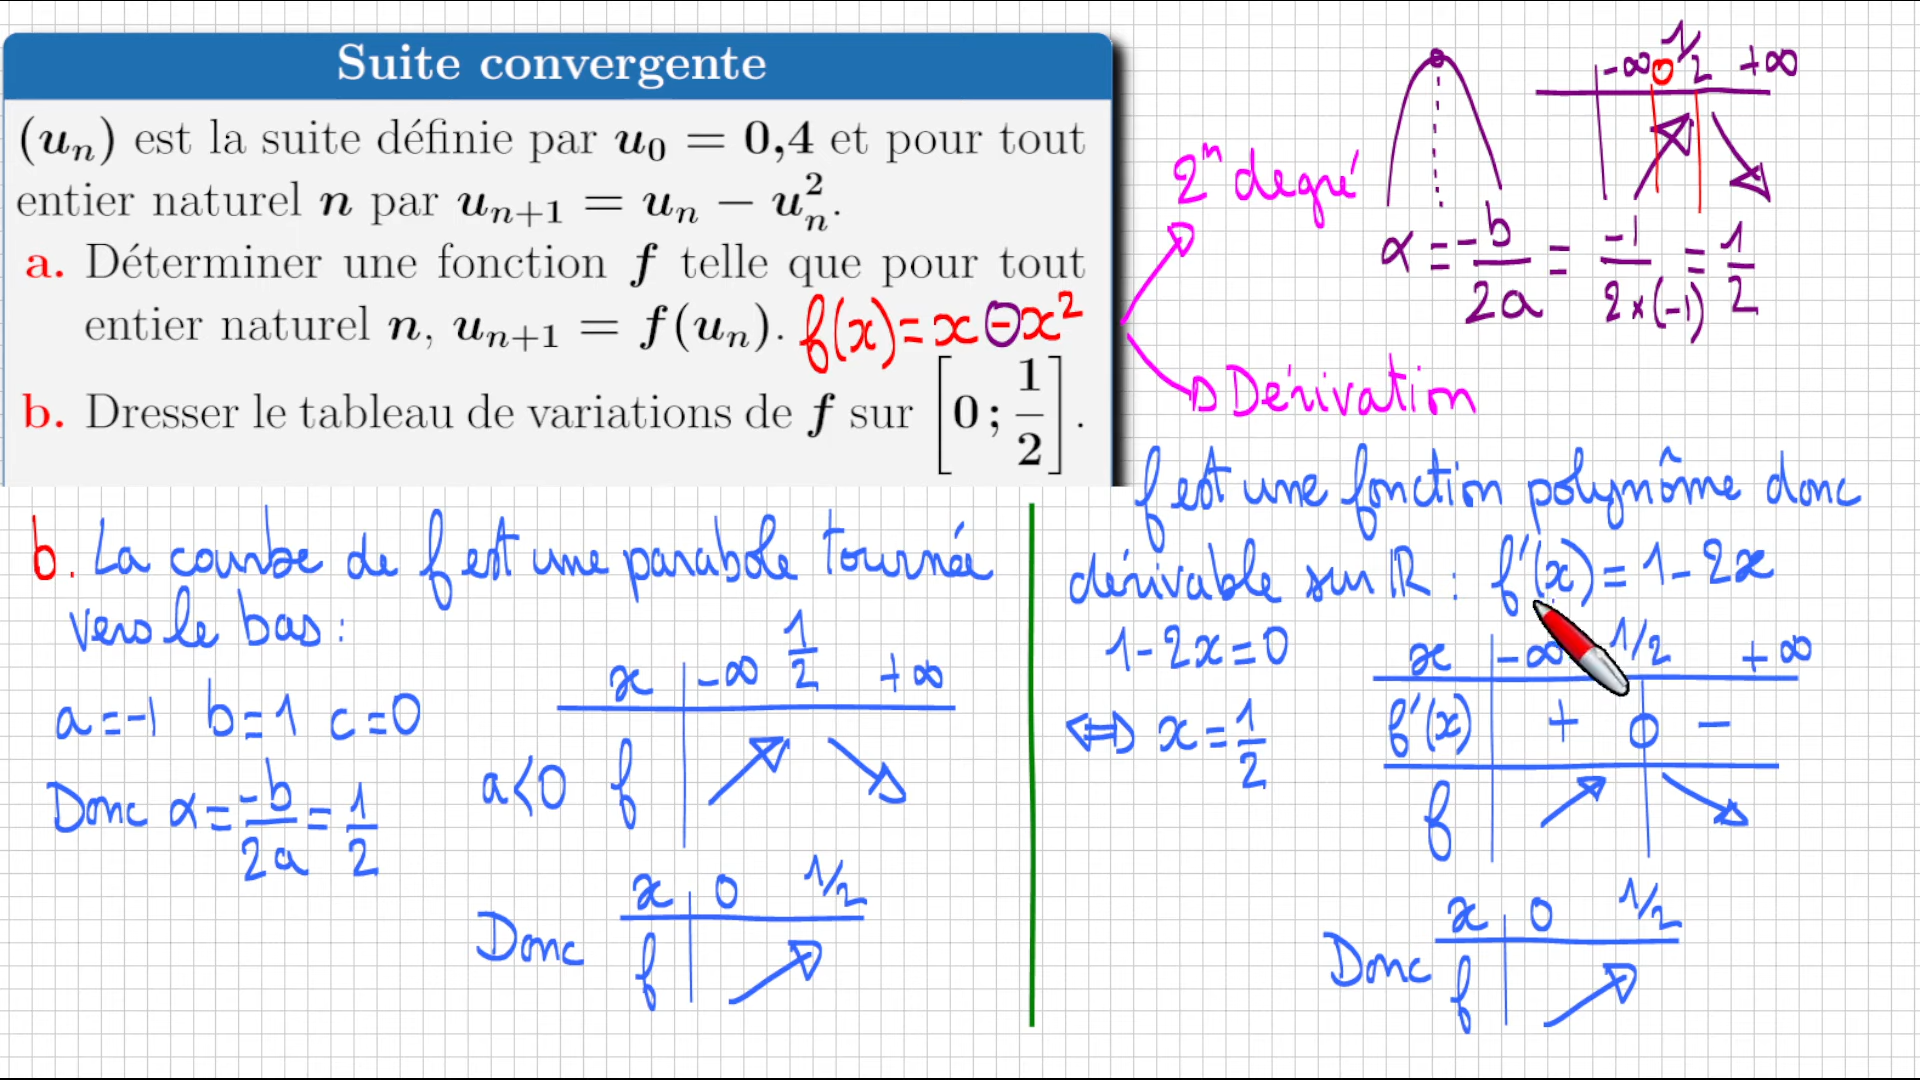 Suite convergente
(uₙ) est la suite définie par u₀ = 0,4 et pour tout
entier naturel n par uₙ₊₁ = uₙ − uₙ².
a. Déterminer une fonction f telle que pour tout
entier naturel n, uₙ₊₁ = f(uₙ). f(x) = x − x²
b. Dresser le tableau de variations de f sur [0 ; 1/2].
2ⁿ degré
α = -b/2a = -1/2×(-1) = 1/2
-∞ 0 1/2 +∞
Dérivation
b. La courbe de f est une parabole tournée
vers le bas :
a = -1 b = 1 c = 0
Donc α = -b/2a = 1/2
x -∞ 1/2 +∞
a < 0 f
x 0 1/2
Donc f
f est une fonction polynôme donc
dérivable sur ℝ : f'(x) = 1 - 2x
1 - 2x = 0
⟺ x = 1/2
x -∞ 1/2 +∞
f'(x) + 0 -
f
x 0 1/2
Donc f